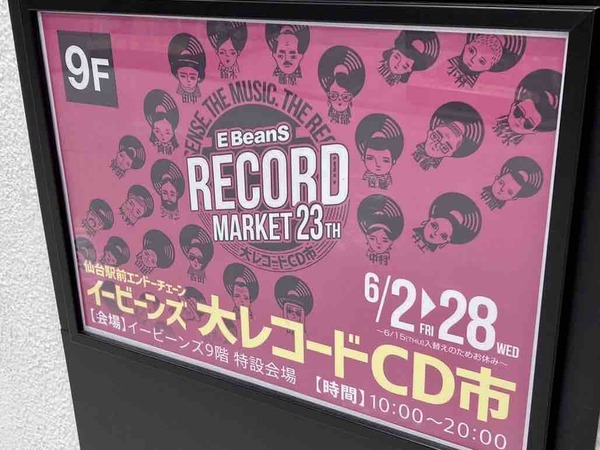 9F
SENSE THE MUSIC. THE REC
E BeanS
RECORD
MARKET 23TH
大レコードCD市
仙台駅前エンドーチェーン
イービーンズ 大レコードCD市
6/2 FRI ▶ 28 WED
〜6/15(THU)入替えのためお休み〜
【会場】イービーンズ9階 特設会場 【時間】10:00〜20:00